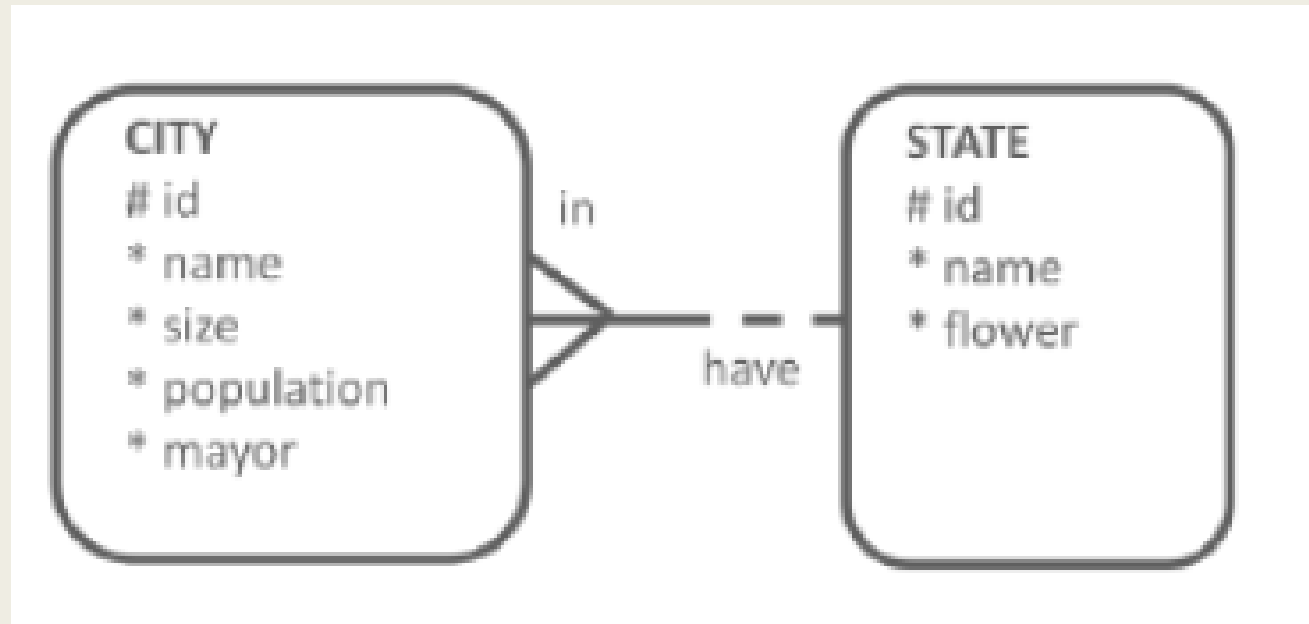 CITY
# id
* name
* size
* population
* mayor
in
have
STATE
# id
* name
* flower